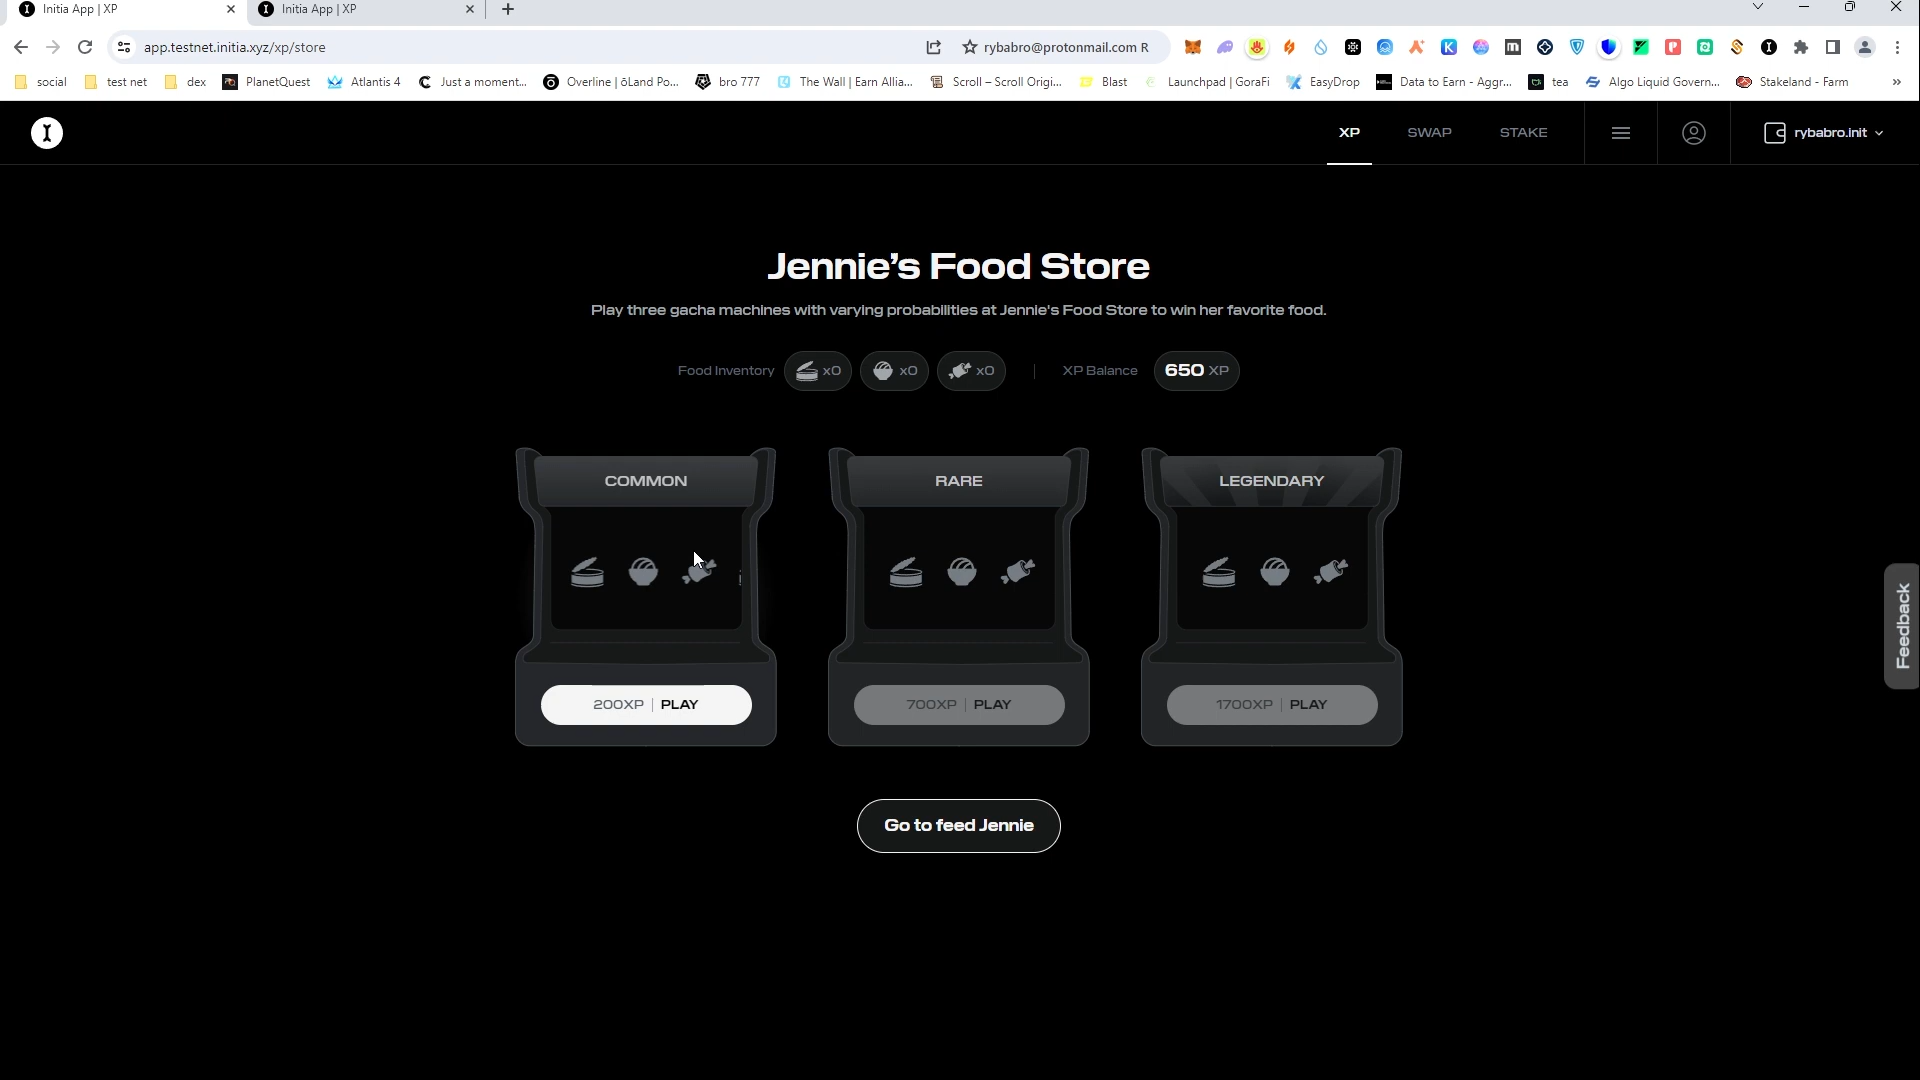 Initia App | XP
Initia App | XP
app.testnet.initia.xyz/xp/store
rybabro@protonmail.com R
social
test net
dex
PlanetQuest
Atlantis 4
Just a moment...
Overline | ōLand Po...
bro 777
The Wall | Earn Allia...
Scroll – Scroll Origi...
Blast
Launchpad | GoraFi
EasyDrop
Data to Earn - Aggr...
tea
Algo Liquid Govern...
Stakeland - Farm
XP
SWAP
STAKE
rybabro.init
Jennie's Food Store
Play three gacha machines with varying probabilities at Jennie's Food Store to win her favorite food.
Food Inventory
x0
x0
x0
XP Balance
650 XP
COMMON
RARE
LEGENDARY
200XP | PLAY
700XP | PLAY
1700XP | PLAY
Feedback
Go to feed Jennie